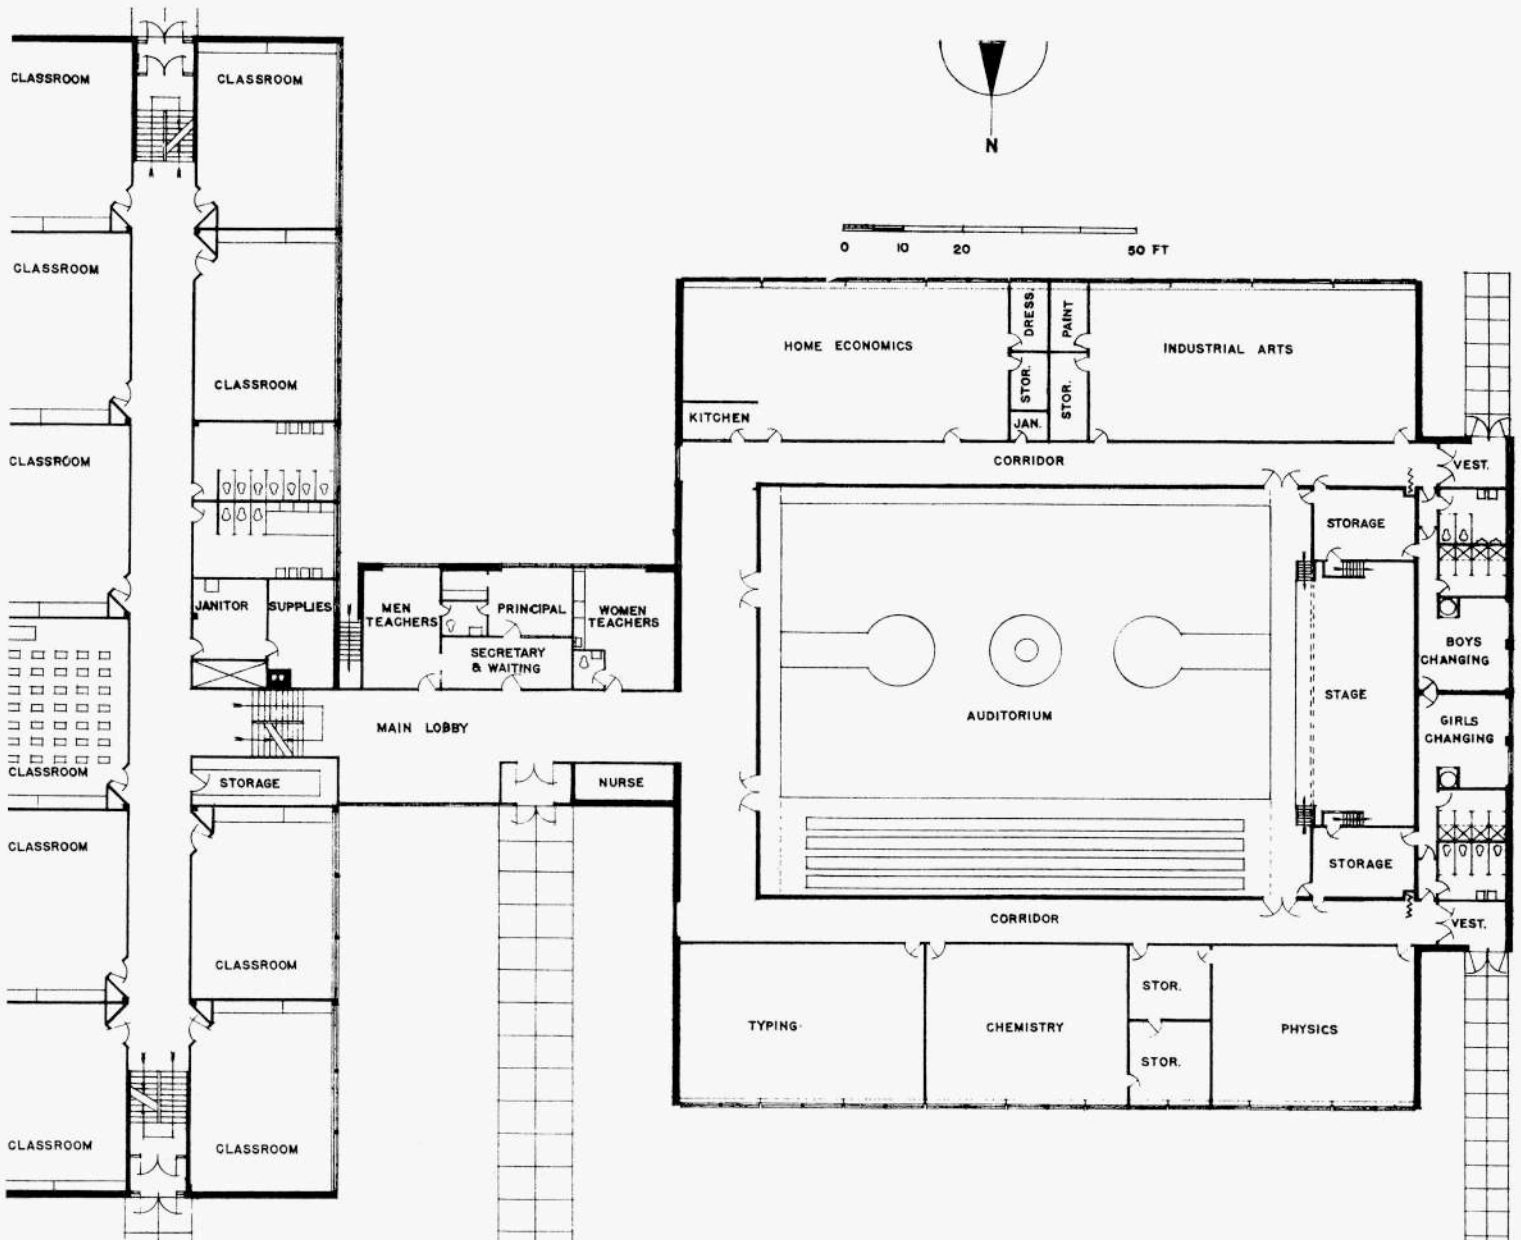 CLASSROOM
CLASSROOM
N
0 10 20 50 FT
CLASSROOM
CLASSROOM
HOME ECONOMICS
DRESS.
PAINT
INDUSTRIAL ARTS
STOR.
STOR.
KITCHEN
JAN.
CLASSROOM
CORRIDOR
VEST.
STORAGE
JANITOR
SUPPLIES
MEN
TEACHERS
PRINCIPAL
WOMEN
TEACHERS
SECRETARY
& WAITING
BOYS
CHANGING
STAGE
MAIN LOBBY
AUDITORIUM
GIRLS
CHANGING
CLASSROOM
STORAGE
NURSE
CLASSROOM
STORAGE
CORRIDOR
VEST.
CLASSROOM
STOR.
TYPING
CHEMISTRY
PHYSICS
STOR.
CLASSROOM
CLASSROOM